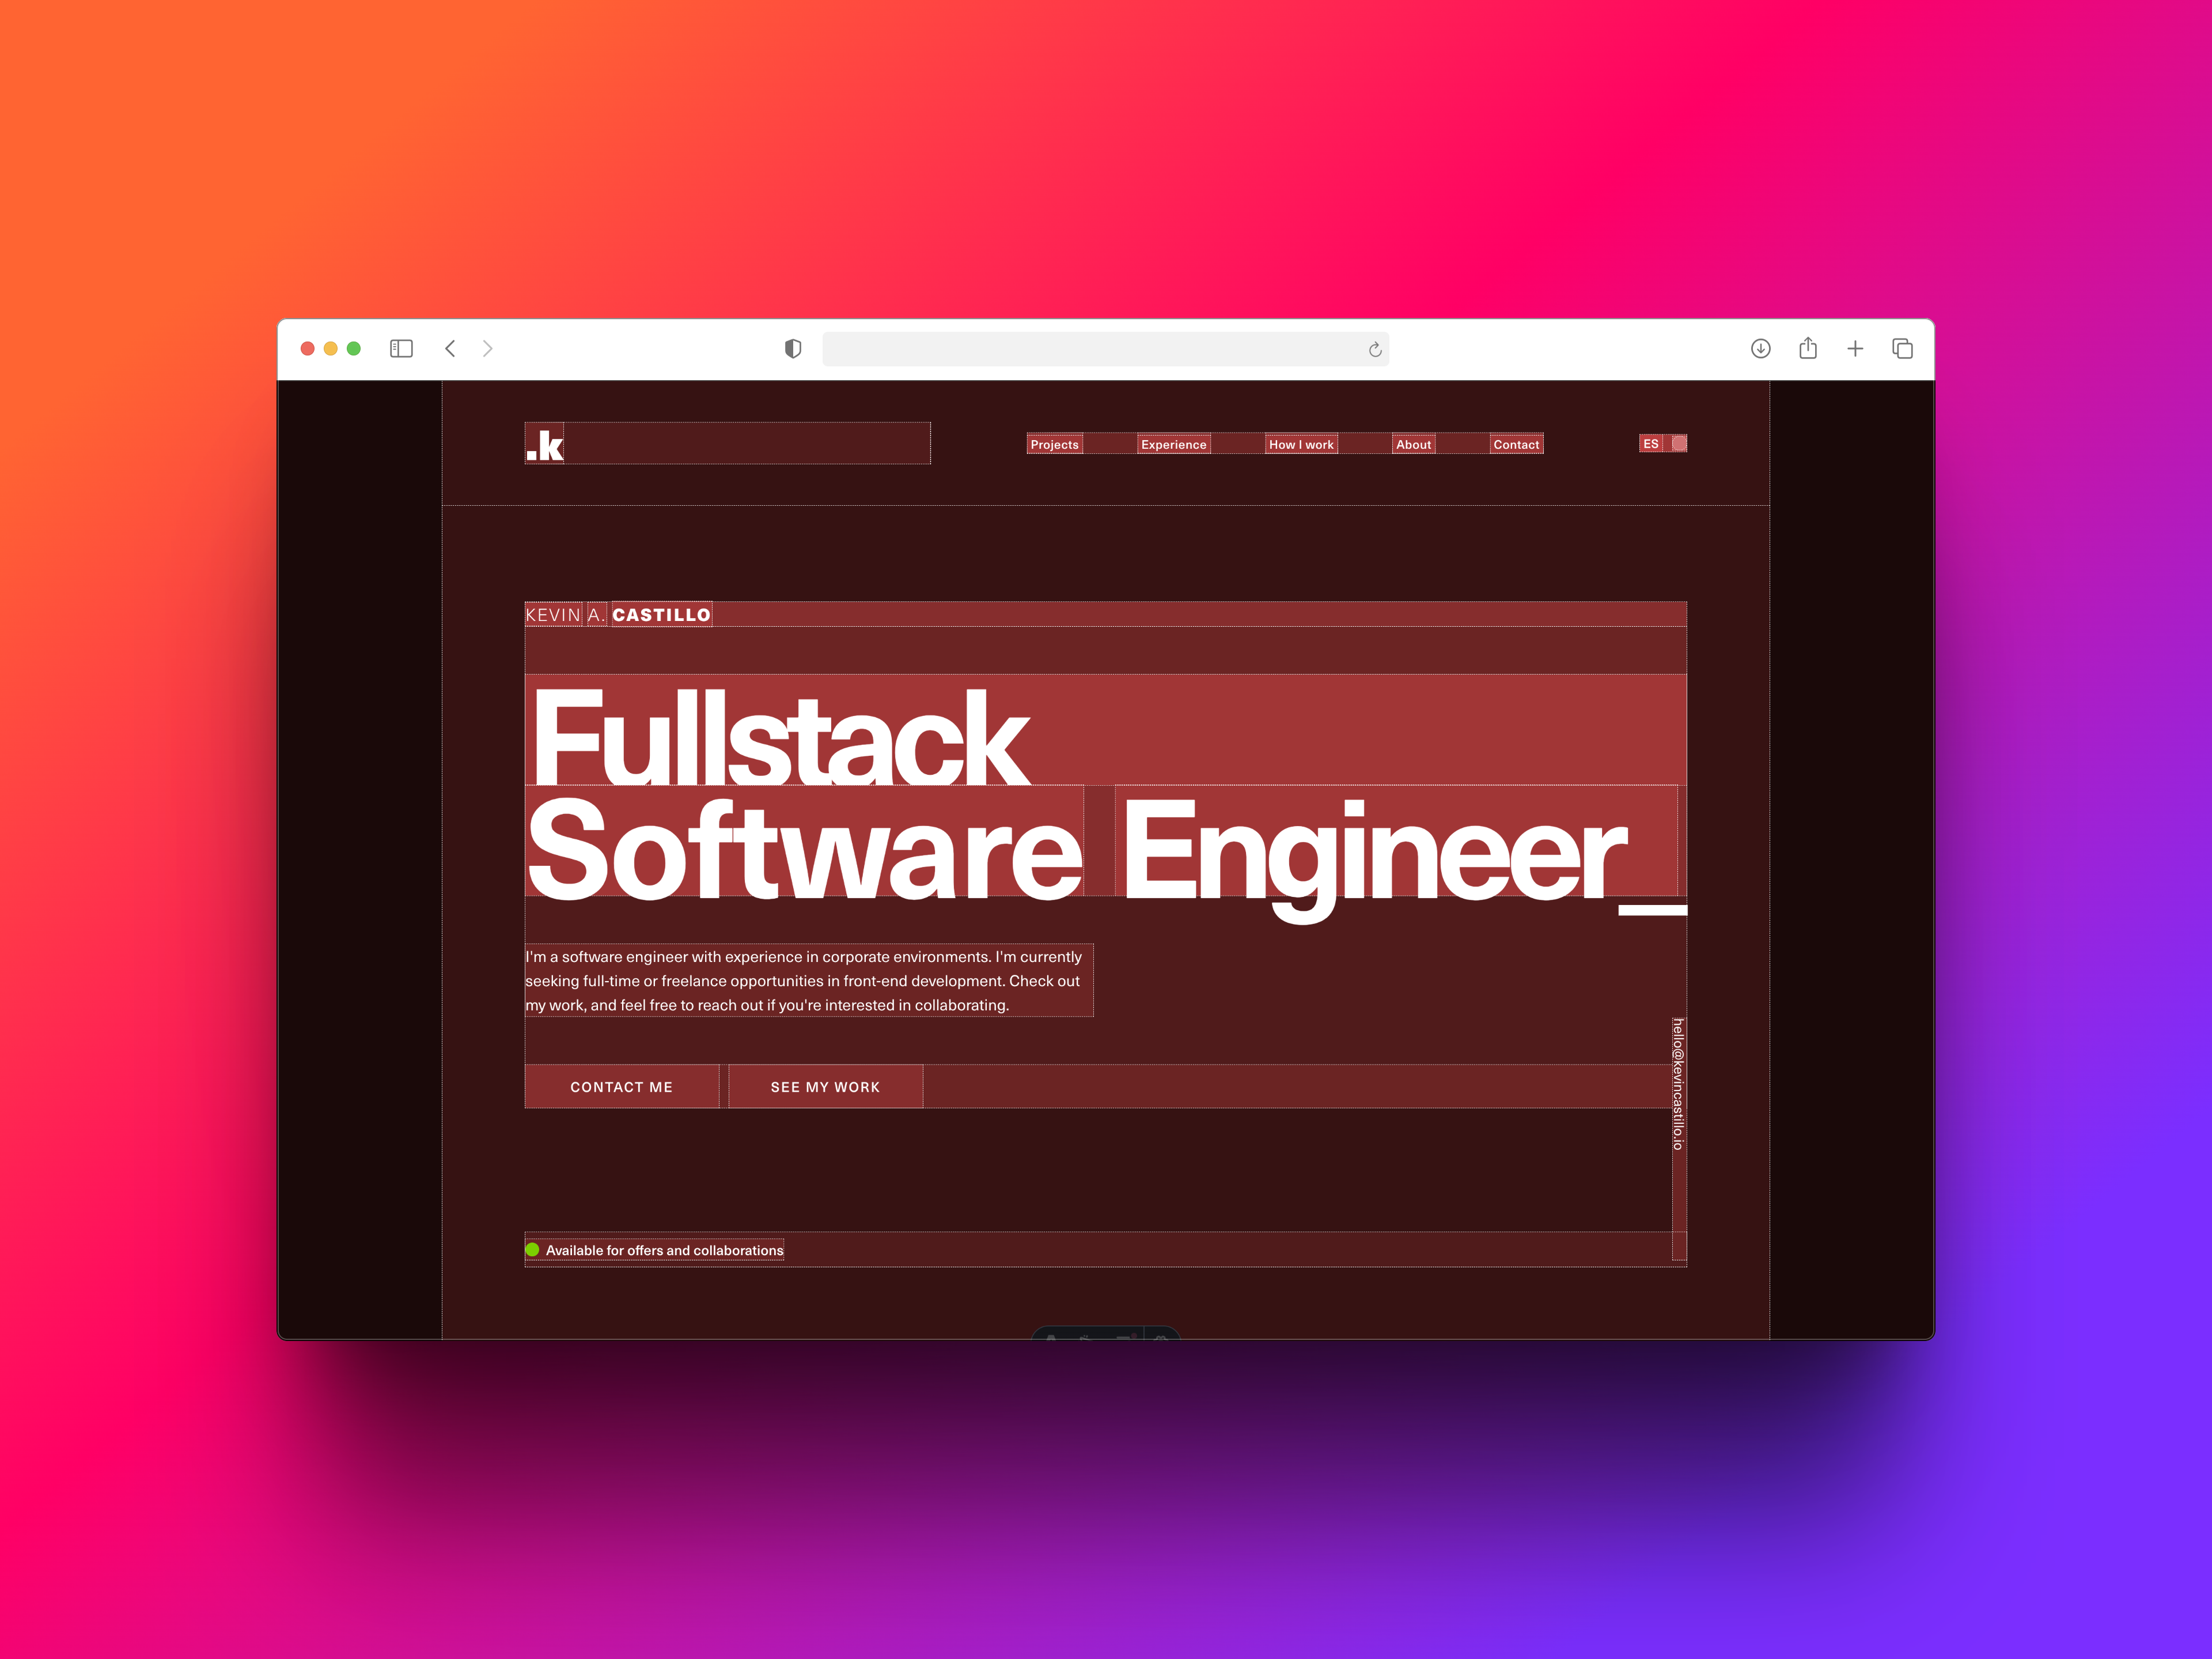 .k
Projects Experience How I work About Contact ES
KEVIN A. CASTILLO
Fullstack
Software Engineer_
I'm a software engineer with experience in corporate environments. I'm currently
seeking full-time or freelance opportunities in front-end development. Check out
my work, and feel free to reach out if you're interested in collaborating.
hello@kevincastillo.io
CONTACT ME SEE MY WORK
Available for offers and collaborations